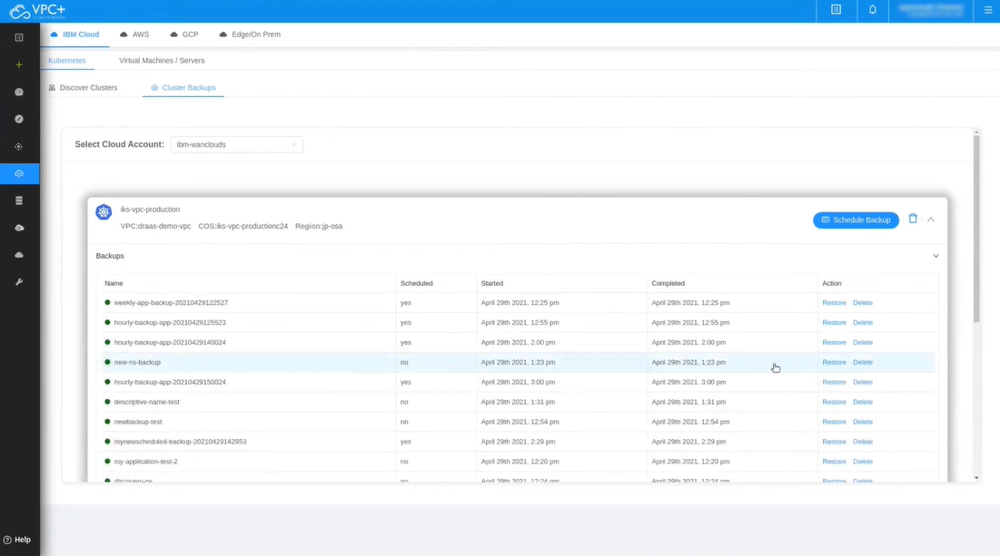 VPC+
IBM Cloud AWS GCP Edge/On Prem
Kubernetes Virtual Machines / Servers
Discover Clusters Cluster Backups
Select Cloud Account: ibm-wanclouds
iks-vpc-production
VPC:draas-demo-vpc COS:iks-vpc-productionc24 Region:jp-osa
Schedule Backup
Backups
Name Scheduled Started Completed Action
weekly-app-backup-20210429122527 yes April 29th 2021, 12:25 pm April 29th 2021, 12:25 pm Restore Delete
hourly-backup-app-20210429125523 yes April 29th 2021, 12:55 pm April 29th 2021, 12:55 pm Restore Delete
hourly-backup-app-20210429140024 yes April 29th 2021, 2:00 pm April 29th 2021, 2:00 pm Restore Delete
new-ns-backup no April 29th 2021, 1:23 pm April 29th 2021, 1:23 pm Restore Delete
hourly-backup-app-20210429150024 yes April 29th 2021, 3:00 pm April 29th 2021, 3:00 pm Restore Delete
descriptive-name-test no April 29th 2021, 1:31 pm April 29th 2021, 1:31 pm Restore Delete
newbackup-test no April 29th 2021, 12:54 pm April 29th 2021, 12:54 pm Restore Delete
mynewscheduled-backup-20210429142953 yes April 29th 2021, 2:29 pm April 29th 2021, 2:29 pm Restore Delete
my-application-test-2 no April 29th 2021, 12:20 pm April 29th 2021, 12:20 pm Restore Delete
discovery-ns no April 29th 2021, 12:24 pm April 29th 2021, 12:24 pm Restore Delete
Help